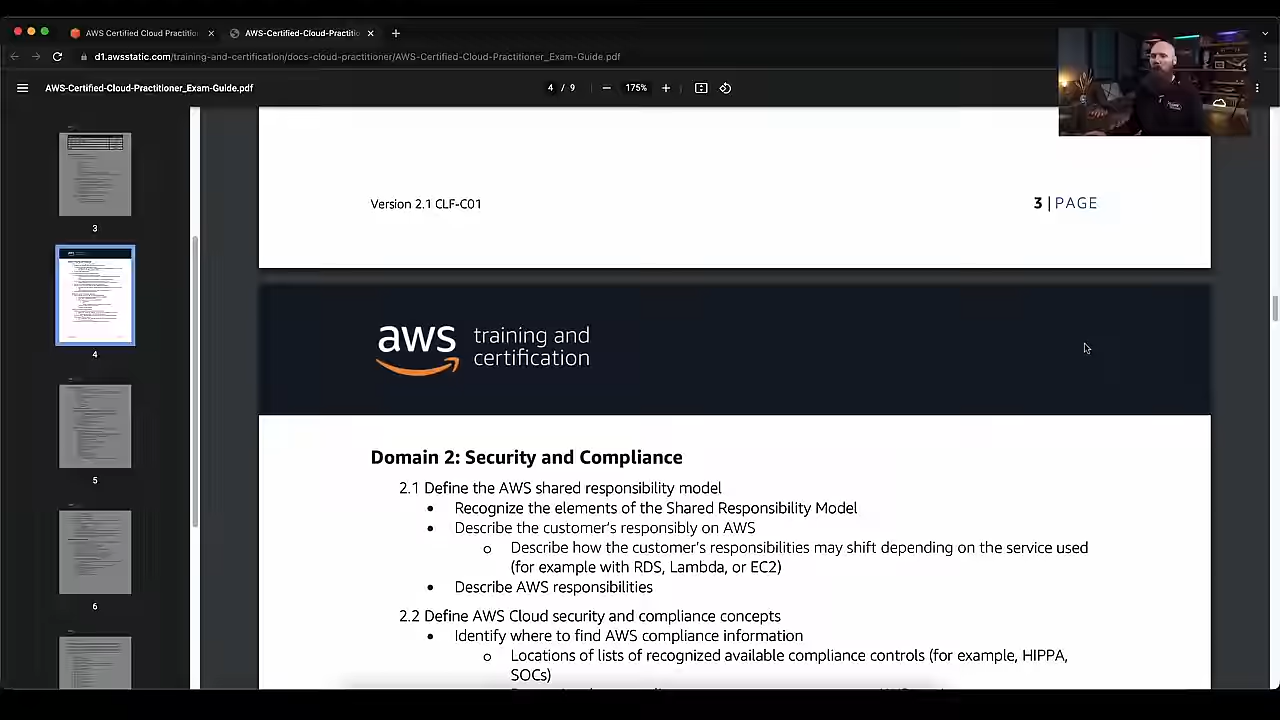 AWS Certified Cloud Practitio
AWS-Certified-Cloud-Practiti
d1.awsstatic.com/training-and-certification/docs-cloud-practitioner/AWS-Certified-Cloud-Practitioner_Exam-Guide.pdf
AWS-Certified-Cloud-Practitioner_Exam-Guide.pdf
4 / 9
175%
3
4
5
6
Version 2.1 CLF-C01
3 | PAGE
aws training and
certification
Domain 2: Security and Compliance
2.1 Define the AWS shared responsibility model
• Recognize the elements of the Shared Responsibility Model
• Describe the customer's responsibly on AWS
o Describe how the customer's responsibilities may shift depending on the service used
(for example with RDS, Lambda, or EC2)
• Describe AWS responsibilities
2.2 Define AWS Cloud security and compliance concepts
• Identify where to find AWS compliance information
o Locations of lists of recognized available compliance controls (for example, HIPPA,
SOCs)